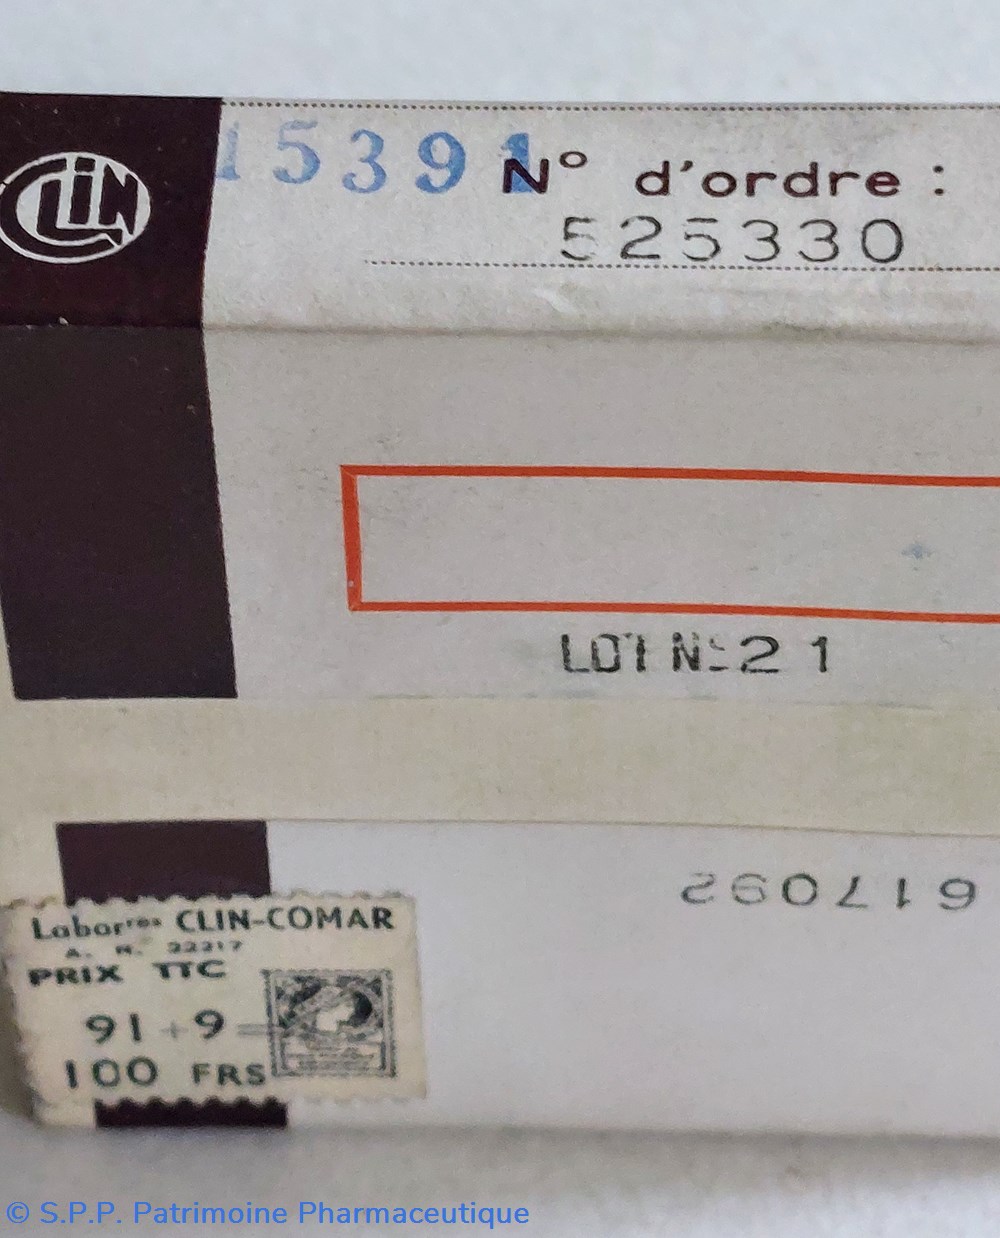 CLIN
15391
N° d'ordre :
525330
LOT N° 21
617092
Labor^res CLIN-COMAR
A. N. 22217
PRIX TTC
91 + 9 =
100 FRS
© S.P.P. Patrimoine Pharmaceutique